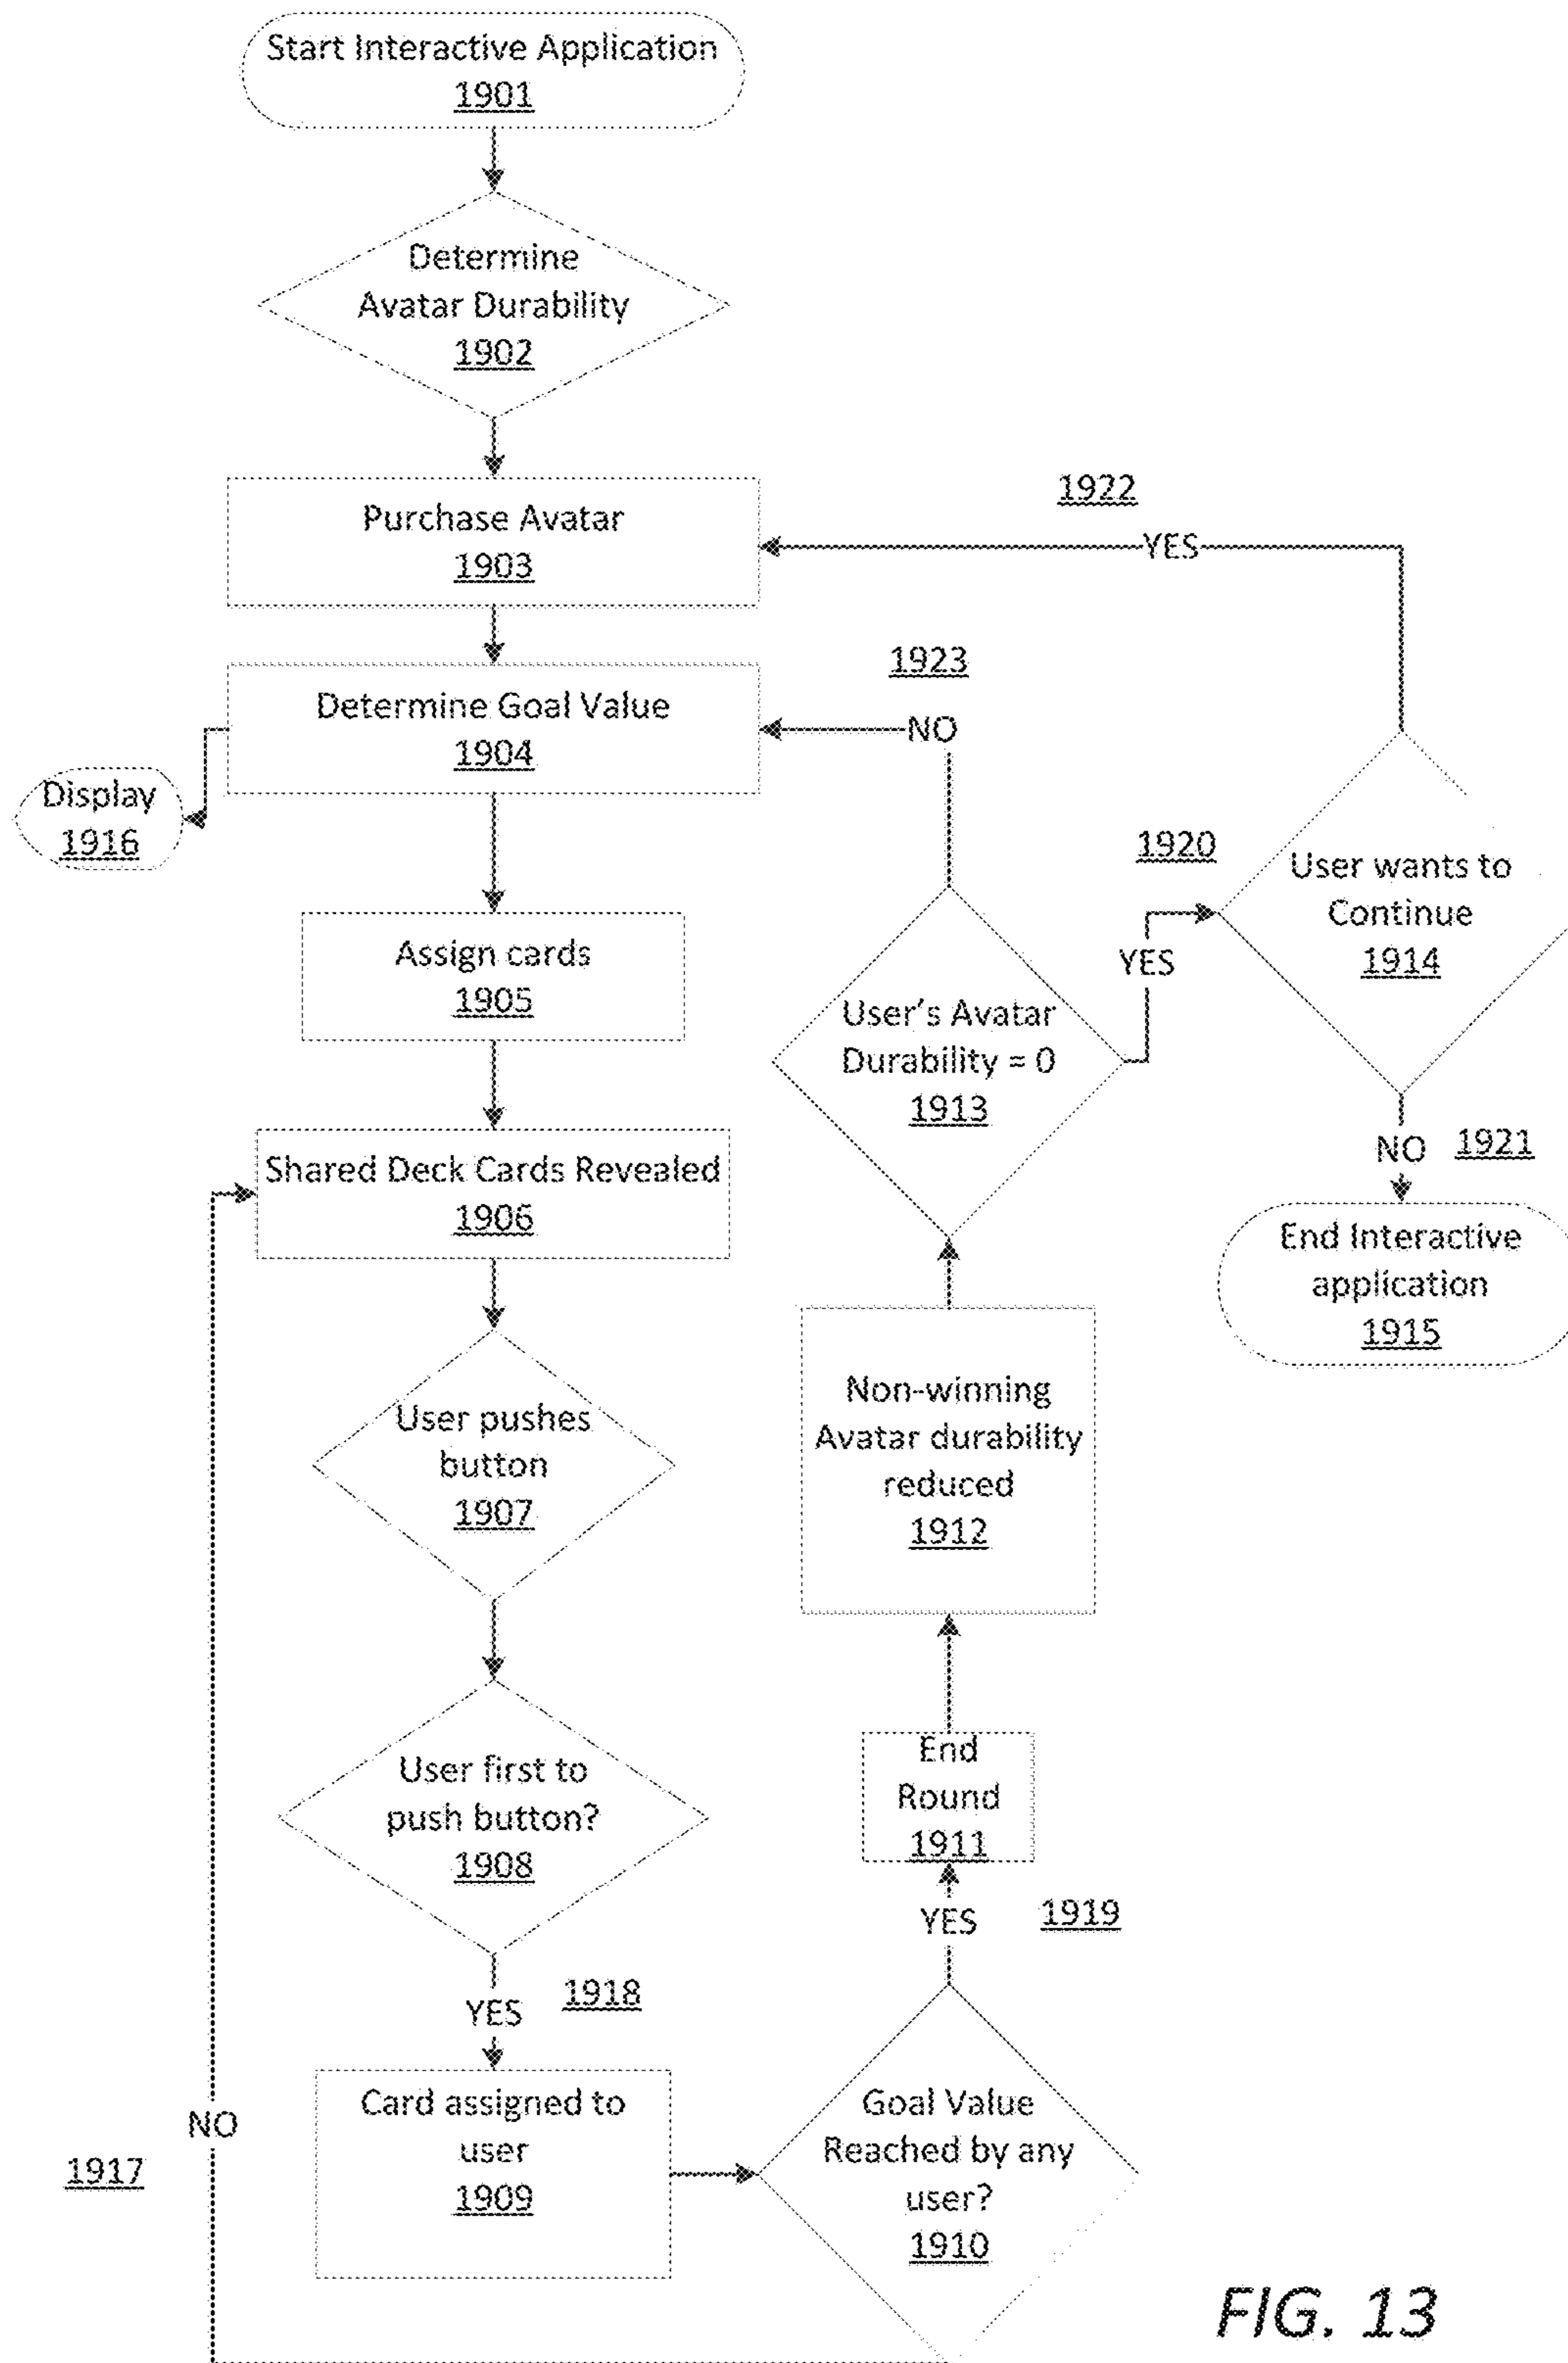 Start Interactive Application
1901
Determine
Avatar Durability
1902
Purchase Avatar
1903
1922
YES
Determine Goal Value
1904
1923
NO
Display
1916
Assign cards
1905
1920
YES
User wants to
Continue
1914
User's Avatar
Durability = 0
1913
NO
1921
End Interactive
application
1915
Shared Deck Cards Revealed
1906
User pushes
button
1907
Non-winning
Avatar durability
reduced
1912
User first to
push button?
1908
End
Round
1911
YES
1919
YES
1918
Card assigned to
user
1909
Goal Value
Reached by any
user?
1910
NO
1917
FIG. 13